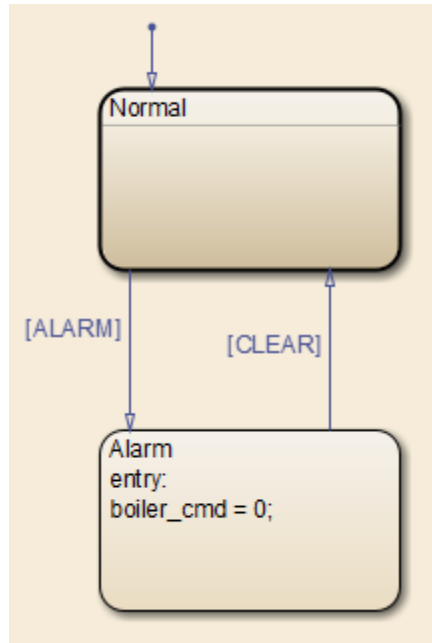 Normal
[ALARM]
[CLEAR]
Alarm
entry:
boiler_cmd = 0;